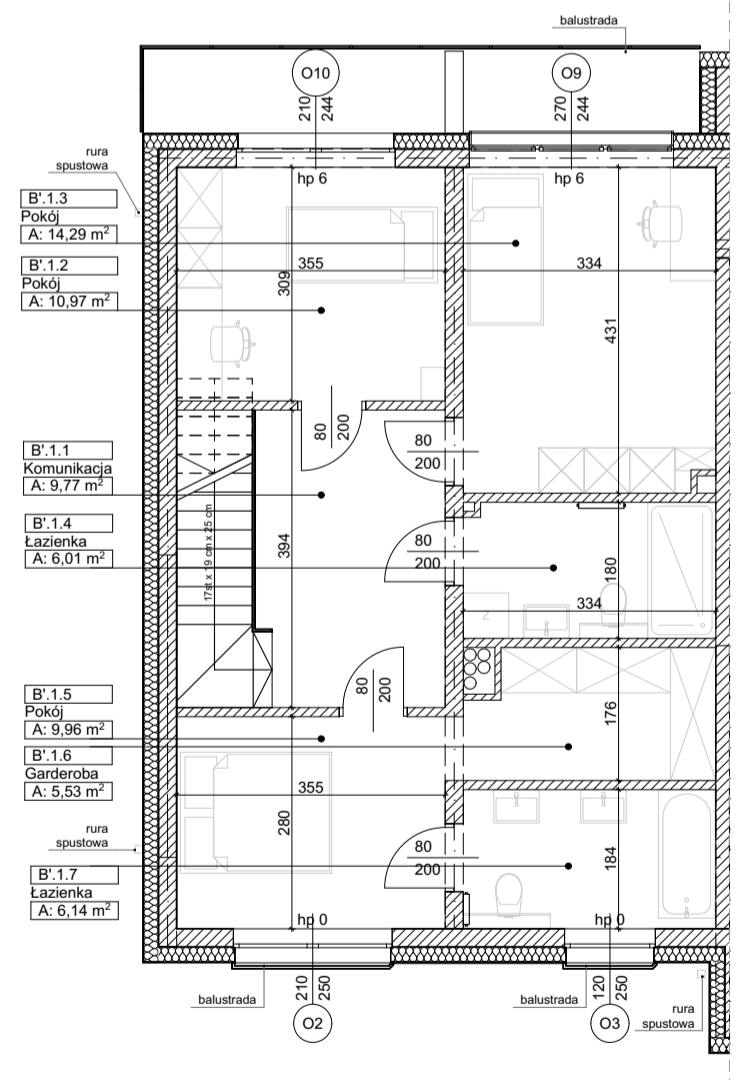 balustrada
O10
O9
210
244
270
244
rura
spustowa
hp 6
hp 6
B'.1.3
Pokój
A: 14,29 m²
B'.1.2
Pokój
A: 10,97 m²
355
334
309
431
80
200
80
200
B'.1.1
Komunikacja
A: 9,77 m²
B'.1.4
Łazienka
A: 6,01 m²
17st x 19 cm x 25 cm
394
80
200
180
334
Z
80
200
B'.1.5
Pokój
A: 9,96 m²
B'.1.6
Garderoba
A: 5,53 m²
176
355
280
rura
spustowa
80
200
184
B'.1.7
Łazienka
A: 6,14 m²
hp 0
hp 0
balustrada
210
250
balustrada
120
250
rura
spustowa
O2
O3